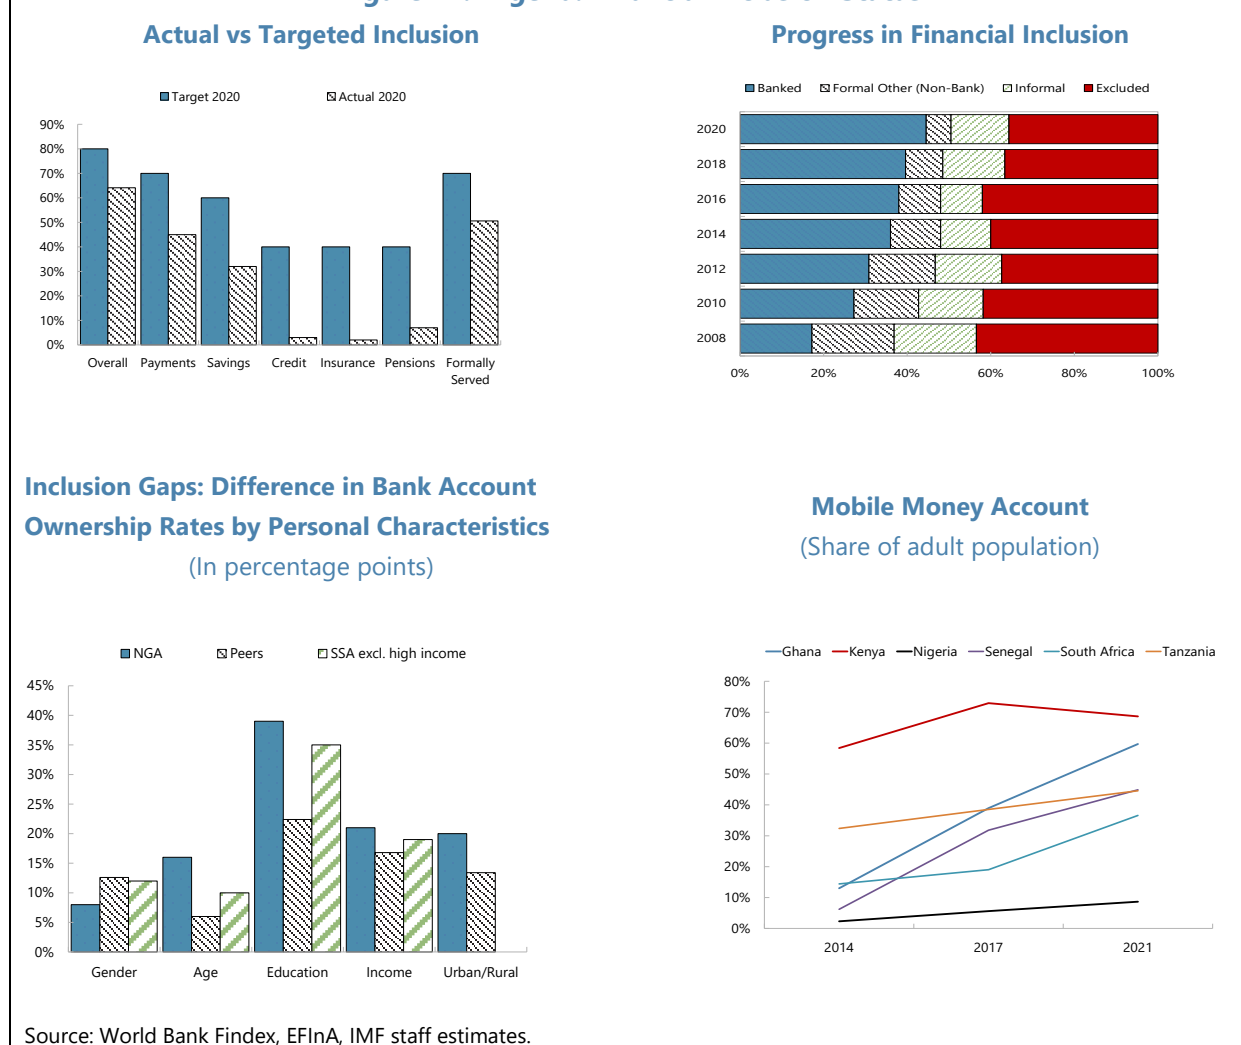 Actual vs Targeted Inclusion
Target 2020 Actual 2020
90%
80%
70%
60%
50%
40%
30%
20%
10%
0%
Overall Payments Savings Credit Insurance Pensions Formally
Served
Progress in Financial Inclusion
Banked Formal Other (Non-Bank) Informal Excluded
2020
2018
2016
2014
2012
2010
2008
0% 20% 40% 60% 80% 100%
Inclusion Gaps: Difference in Bank Account
Ownership Rates by Personal Characteristics
(In percentage points)
NGA Peers SSA excl. high income
45%
40%
35%
30%
25%
20%
15%
10%
5%
0%
Gender Age Education Income Urban/Rural
Mobile Money Account
(Share of adult population)
Ghana Kenya Nigeria Senegal South Africa Tanzania
80%
70%
60%
50%
40%
30%
20%
10%
0%
2014 2017 2021
Source: World Bank Findex, EFInA, IMF staff estimates.